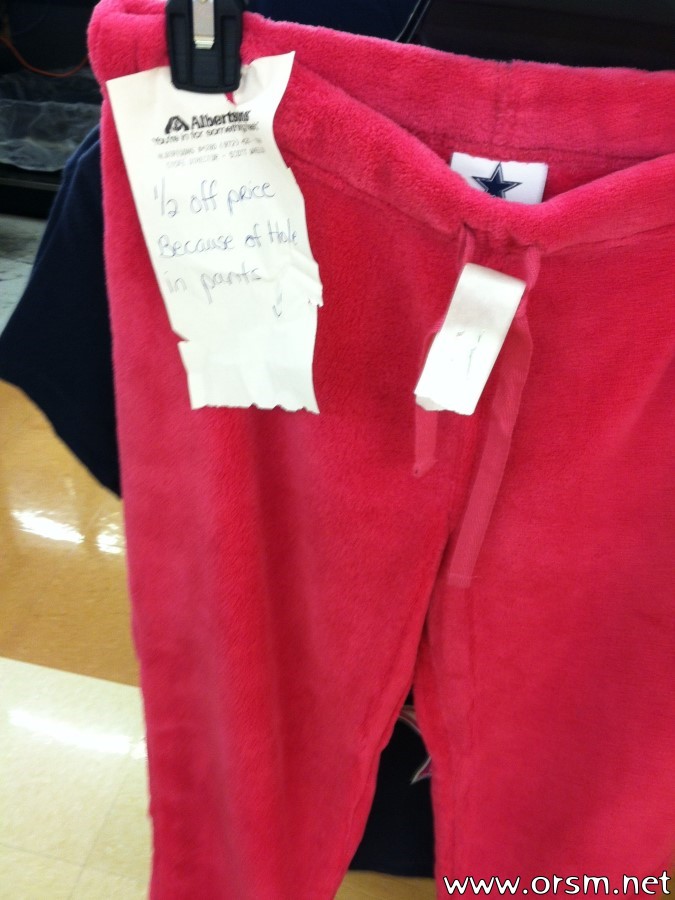 Albertsons
You're in for something
1/2 off price
Because of Hole
in pants
www.orsm.net